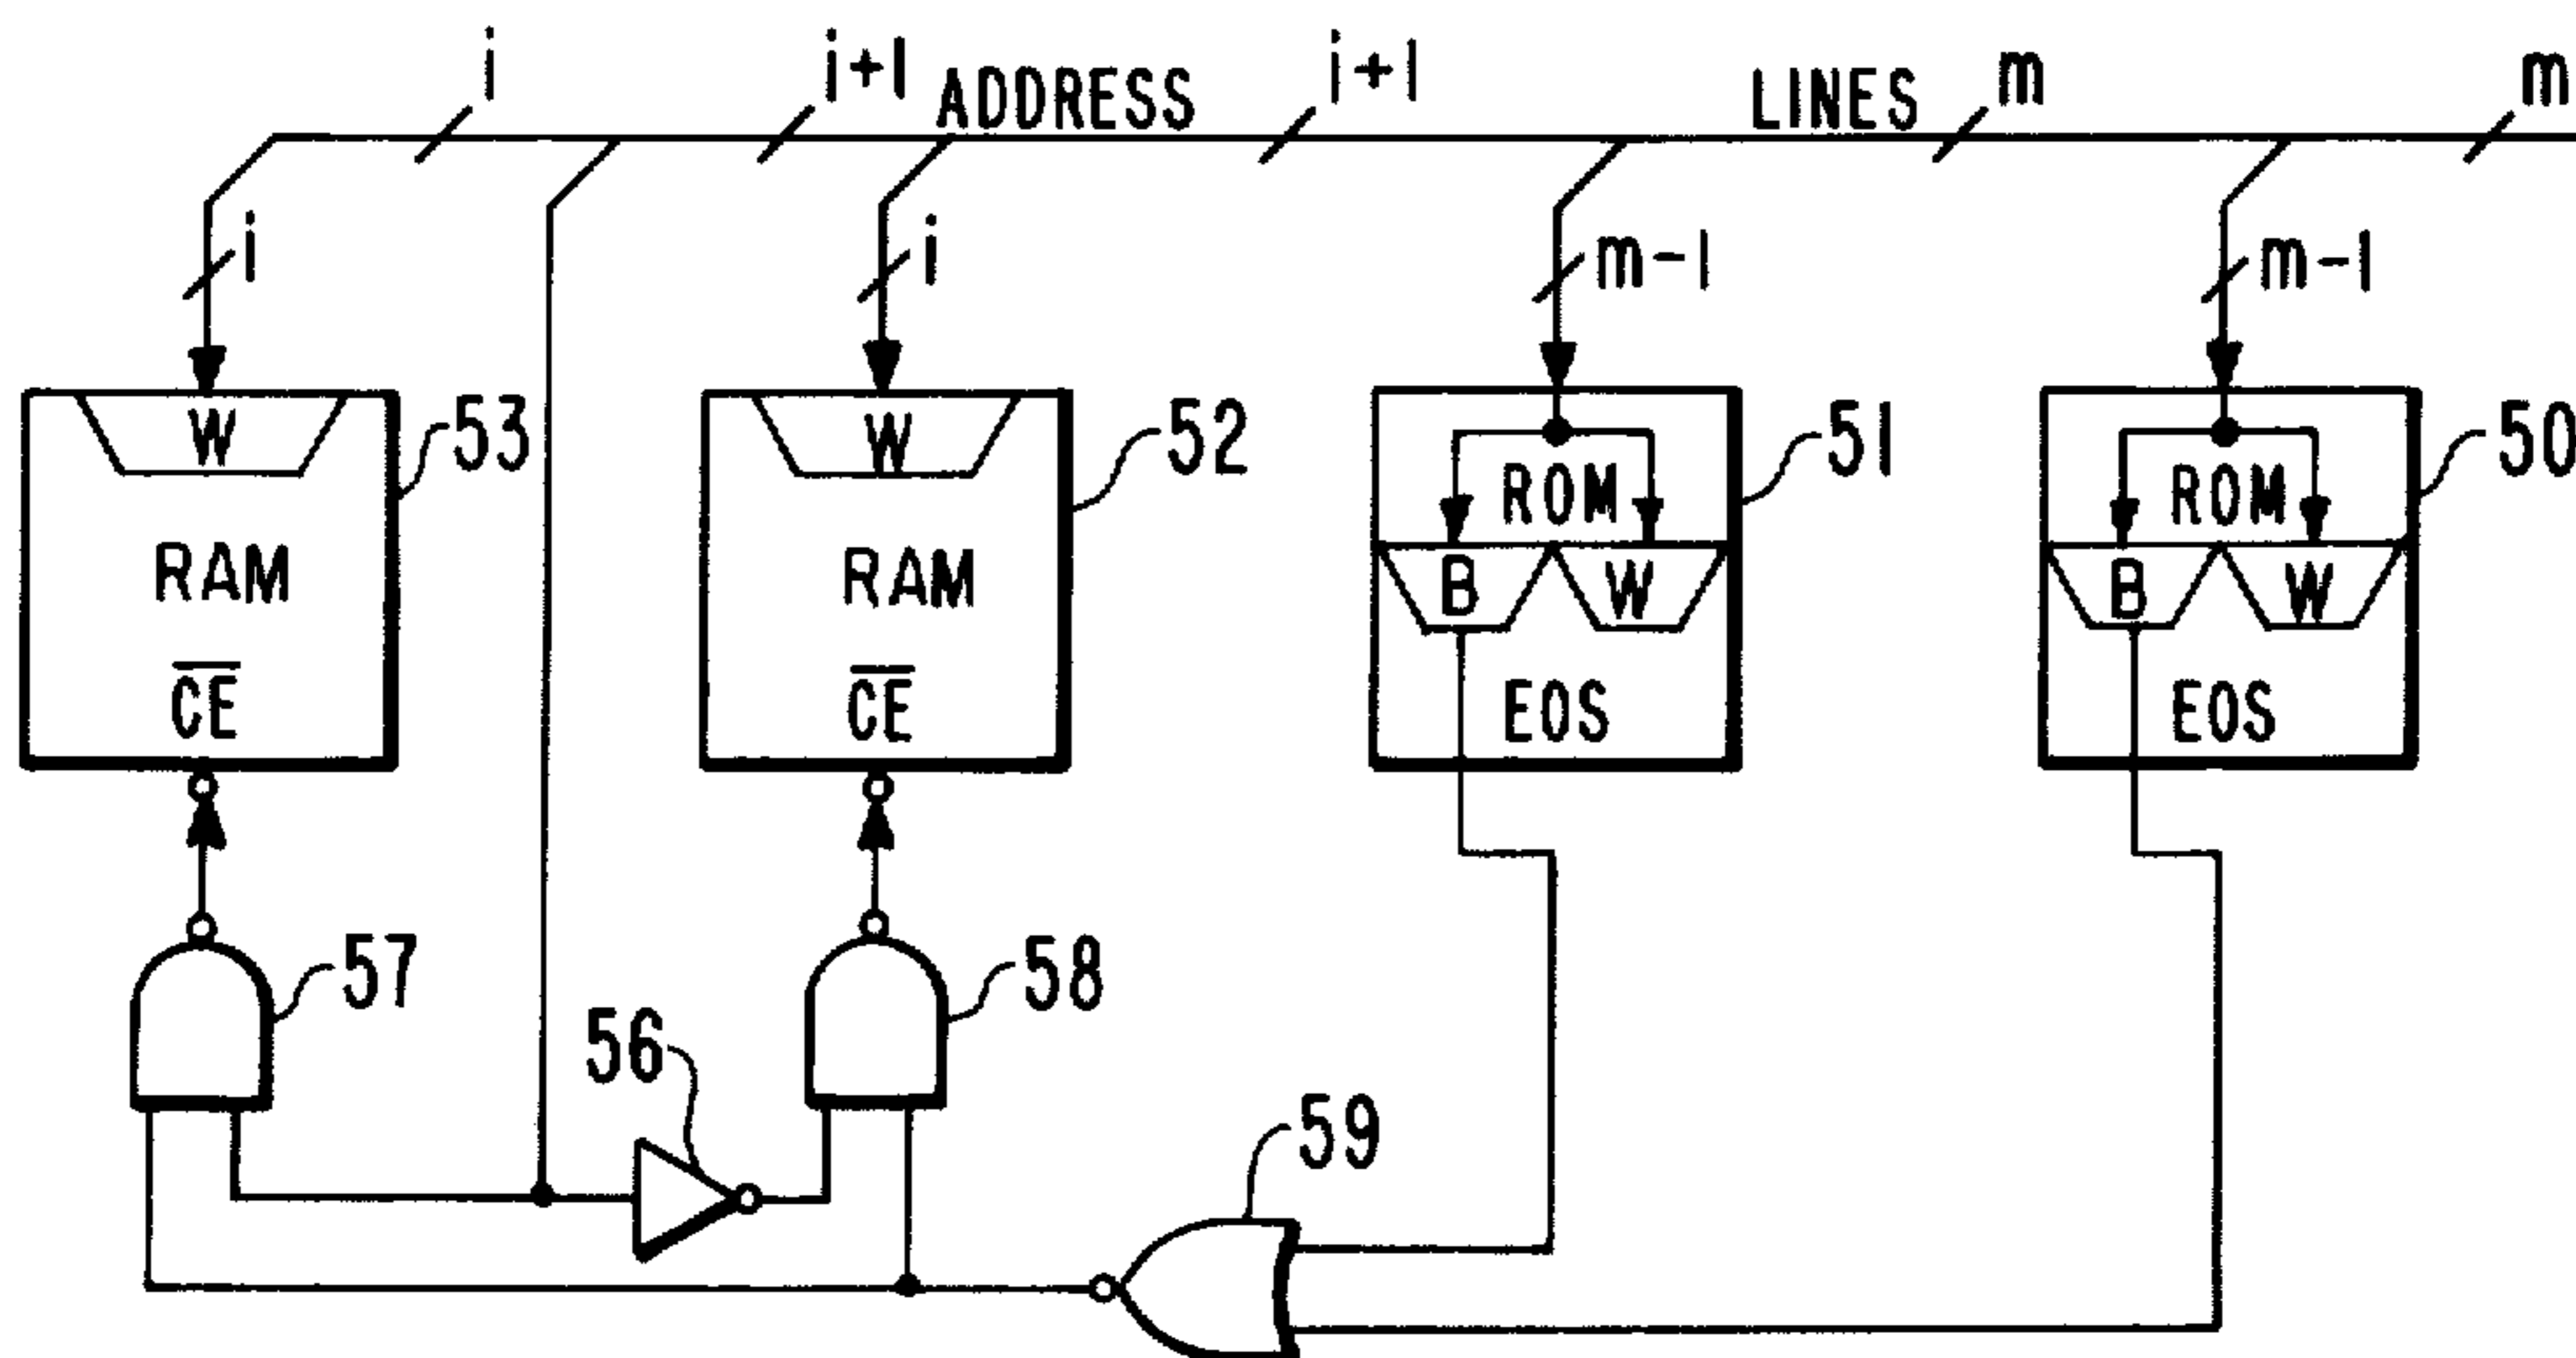 i i+1 ADDRESS i+1 LINES m m
i i m-1 m-1
W 53 W 52 ROM 51 ROM 50
RAM RAM B W B W
CE CE EOS EOS
57 58
56
59